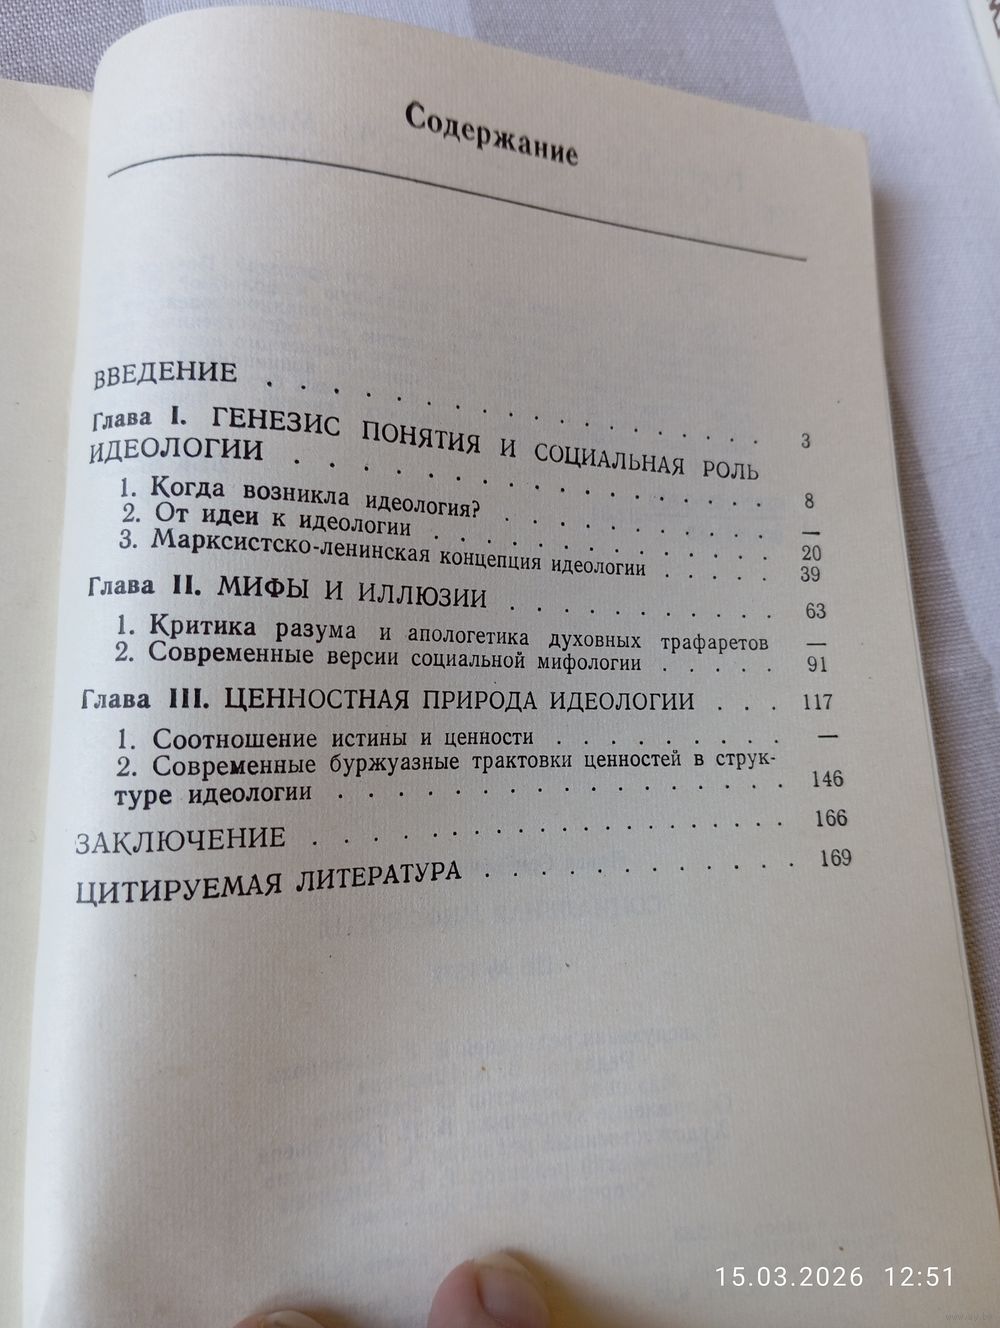 Содержание
ВВЕДЕНИЕ . . . . . . . . . . . . . . . 3
Глава I. ГЕНЕЗИС ПОНЯТИЯ И СОЦИАЛЬНАЯ РОЛЬ
ИДЕОЛОГИИ . . . . . . . . . . . . . . . 8
1. Когда возникла идеология? . . . . . . . . —
2. От идеи к идеологии . . . . . . . . . . . 20
3. Марксистско-ленинская концепция идеологии . . . . . 39
Глава II. МИФЫ И ИЛЛЮЗИИ . . . . . . . . . 63
1. Критика разума и апологетика духовных трафаретов —
2. Современные версии социальной мифологии . . . . . 91
Глава III. ЦЕННОСТНАЯ ПРИРОДА ИДЕОЛОГИИ . . . 117
1. Соотношение истины и ценности . . . . . . . . . —
2. Современные буржуазные трактовки ценностей в струк-
туре идеологии . . . . . . . . . . . . . . . . 146
ЗАКЛЮЧЕНИЕ . . . . . . . . . . . . . . . . . 166
ЦИТИРУЕМАЯ ЛИТЕРАТУРА . . . . . . . . . . . 169
15.03.2026 12:51